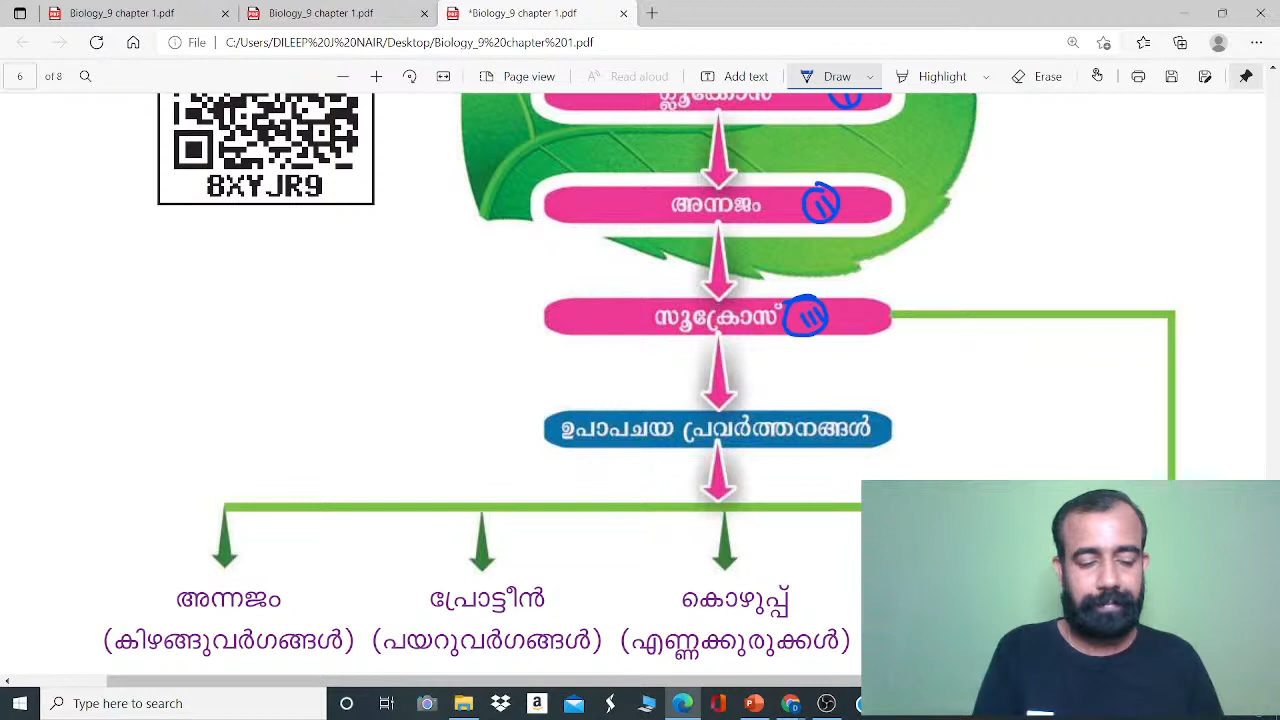 Biology_9 chapter 1.pdf
Biology_9 chapter 1.pdf
*Biology_9 chapter 1.pdf
File
C:/Users/DILEEP%20J%20NAIR/Desktop/Biology_9%20chapter%201.pdf
6 of 8
Page view
Read aloud
Add text
Draw
Highlight
Erase
ഗ്ലൂക്കോസ് I
8XYJR9
അന്നജം II
സൂക്രോസ് III
ഉപാപചയ പ്രവർത്തനങ്ങൾ
അന്നജം
(കിഴങ്ങുവർഗങ്ങൾ)
പ്രോട്ടീൻ
(പയറുവർഗങ്ങൾ)
കൊഴുപ്പ്
(എണ്ണക്കുരുക്കൾ)
Type here to search